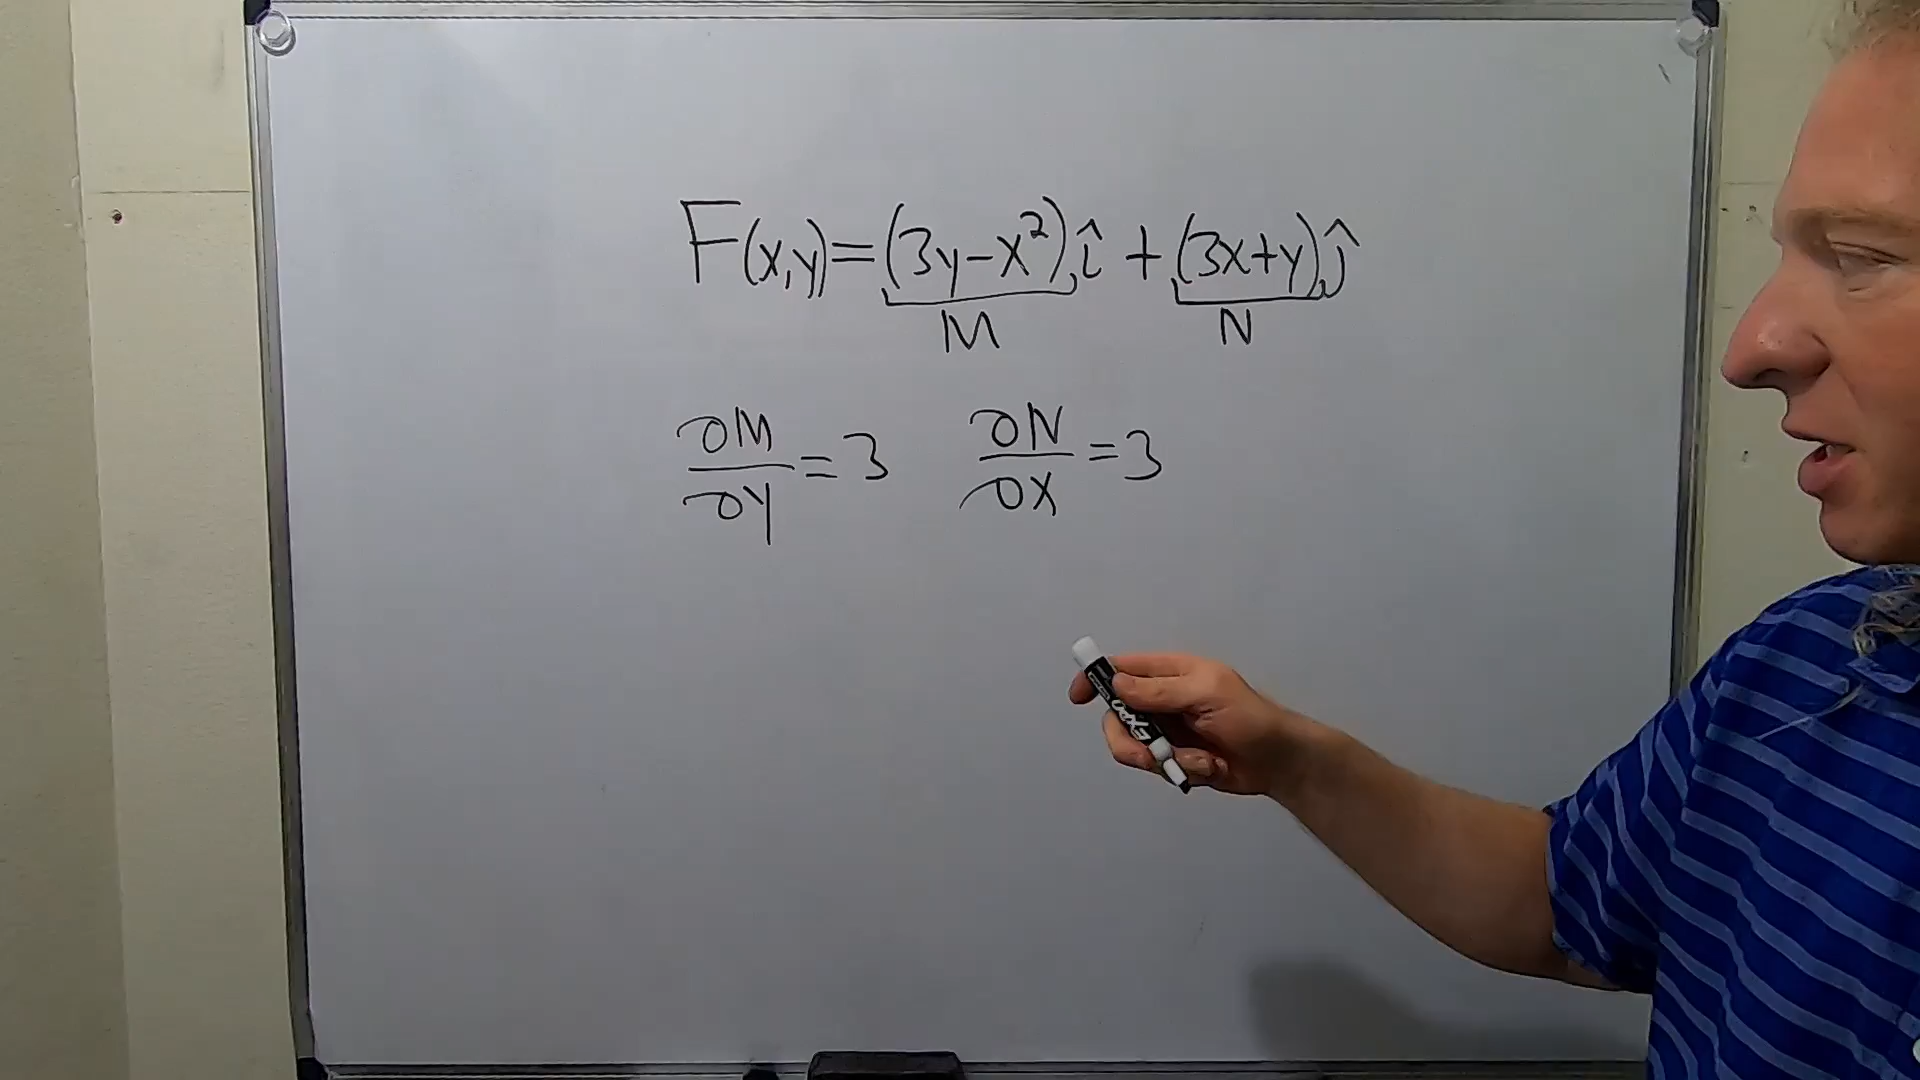 F(x,y)=(3y-x²)î+(3x+y)ĵ
M N
∂M/∂y=3 ∂N/∂x=3
EXPO